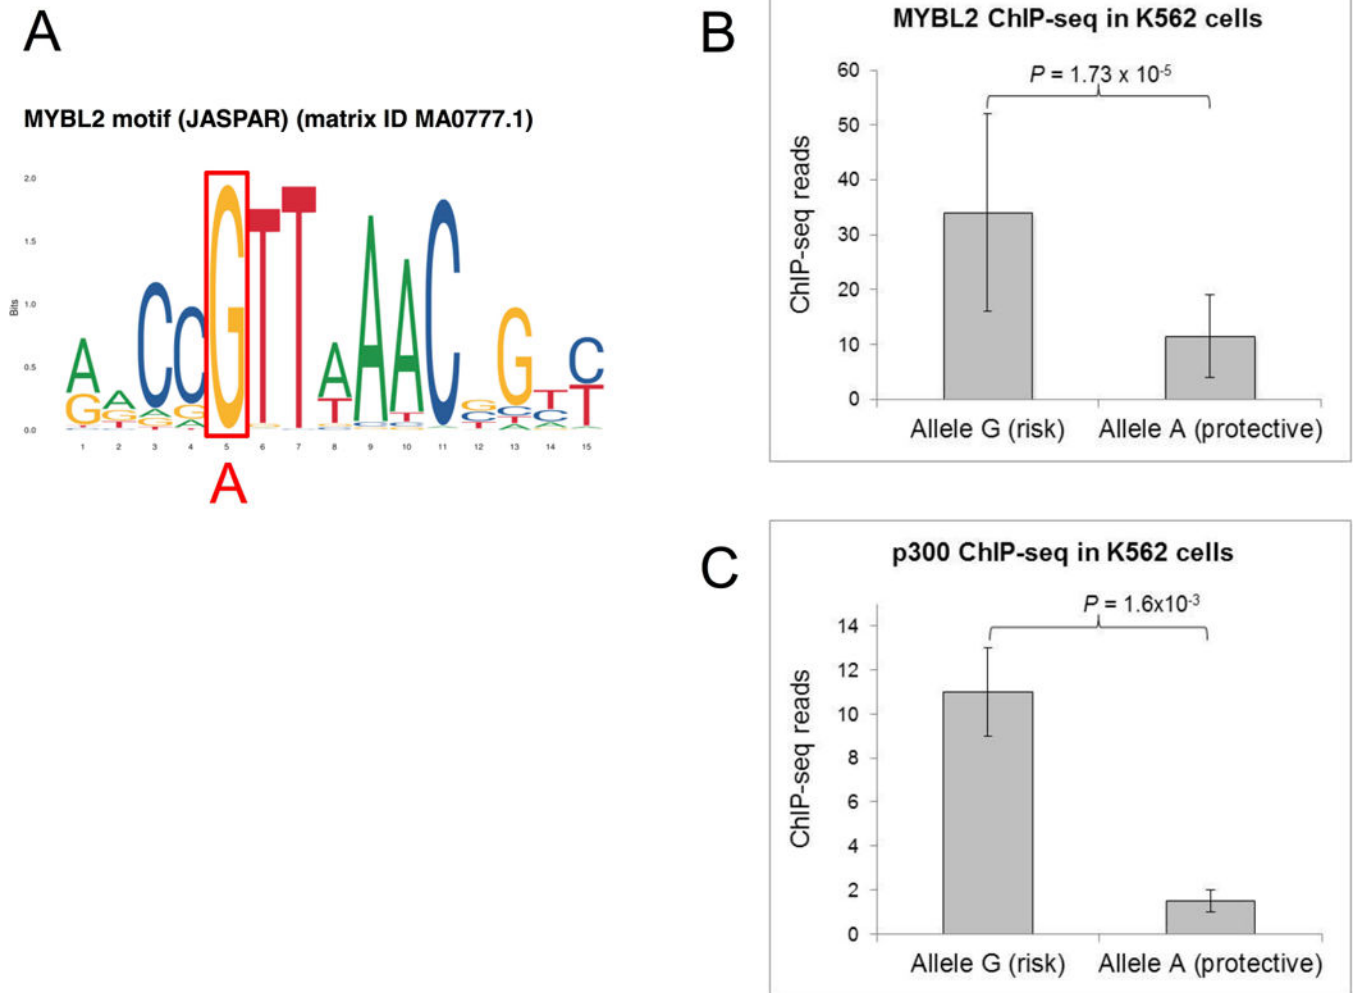 A
MYBL2 motif (JASPAR) (matrix ID MA0777.1)
2.0
1.5
1.0
0.5
0.0
Bits
1 2 3 4 5 6 7 8 9 10 11 12 13 14 15
A
B
MYBL2 ChIP-seq in K562 cells
P = 1.73 x 10-5
60
50
40
30
20
10
0
ChIP-seq reads
Allele G (risk) Allele A (protective)
C
p300 ChIP-seq in K562 cells
P = 1.6x10-3
14
12
10
8
6
4
2
0
ChIP-seq reads
Allele G (risk) Allele A (protective)